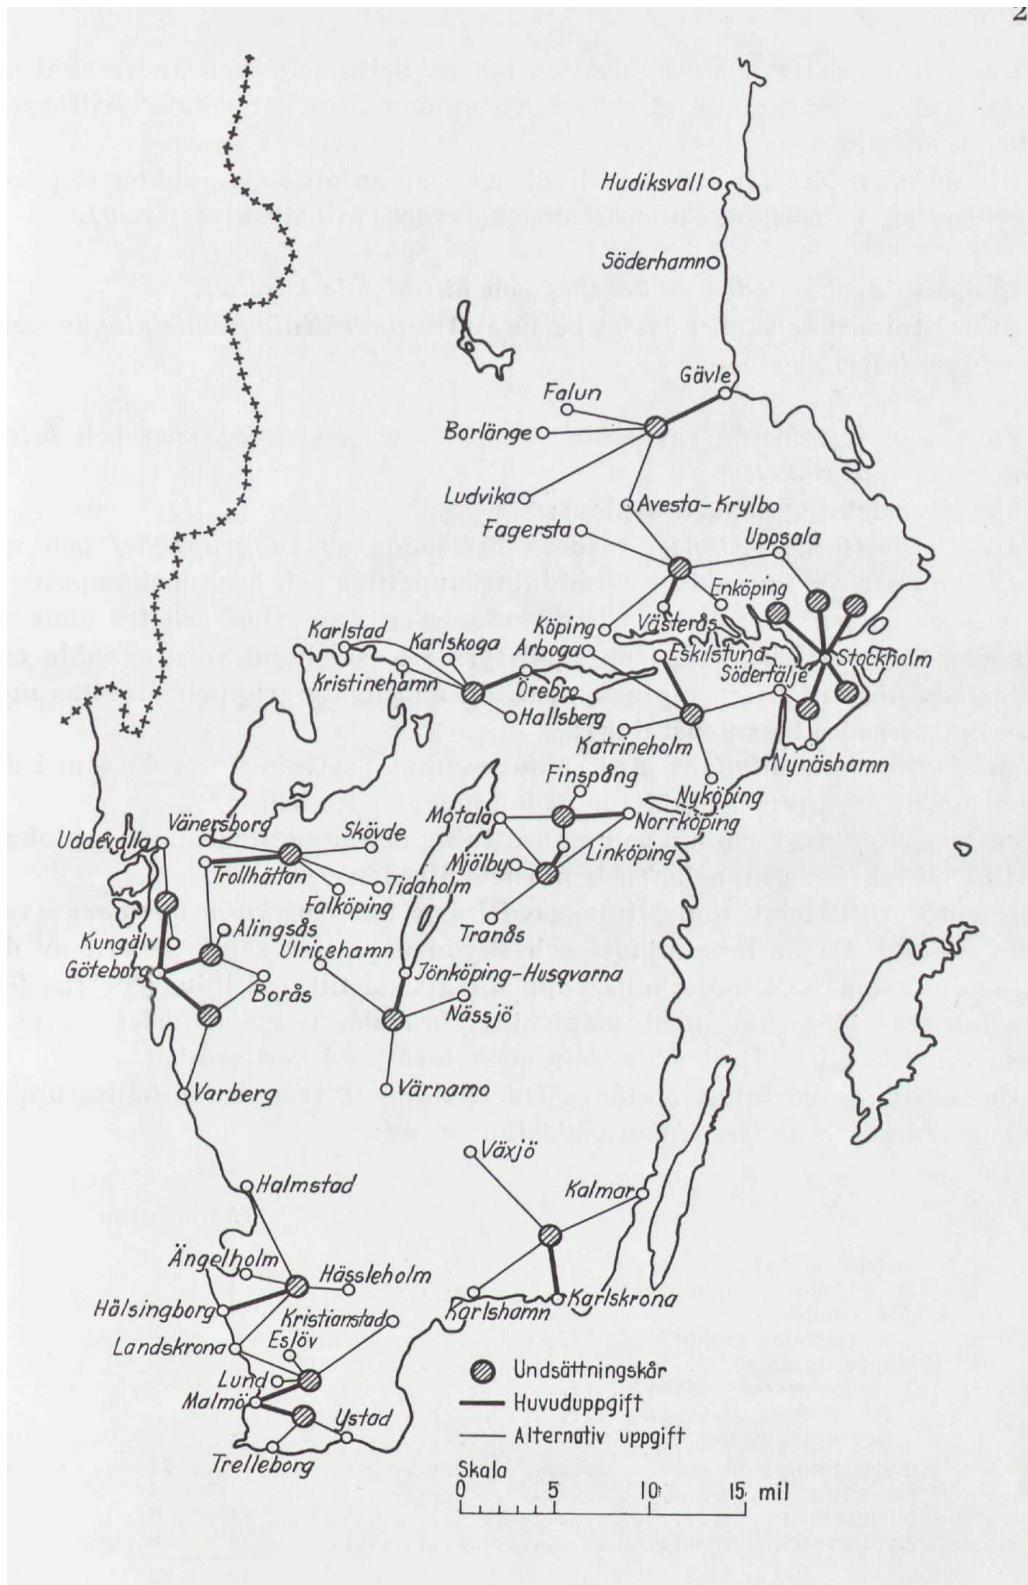 2
Hudiksvall
Söderhamn
Gävle
Falun
Borlänge
Ludvika
Avesta-Krylbo
Fagersta
Uppsala
Enköping
Köping
Västerås
Karlstad
Karlskoga
Arboga
Eskilstuna
Stockholm
Kristinehamn
Örebro
Södertälje
Hallsberg
Katrineholm
Nynäshamn
Finspång
Nyköping
Motala
Norrköping
Vänersborg
Skövde
Uddevalla
Linköping
Mjölby
Trollhättan
Tidaholm
Falköping
Tranås
Alingsås
Kungälv
Ulricehamn
Göteborg
Jönköping-Husqvarna
Borås
Nässjö
Varberg
Värnamo
Växjö
Kalmar
Halmstad
Ängelholm
Hässleholm
Hälsingborg
Karlshamn
Karlskrona
Kristianstad
Eslöv
Landskrona
Lund
Malmö
Ystad
Trelleborg
Undsättningskår
Huvuduppgift
Alternativ uppgift
Skala
0 5 10 15 mil